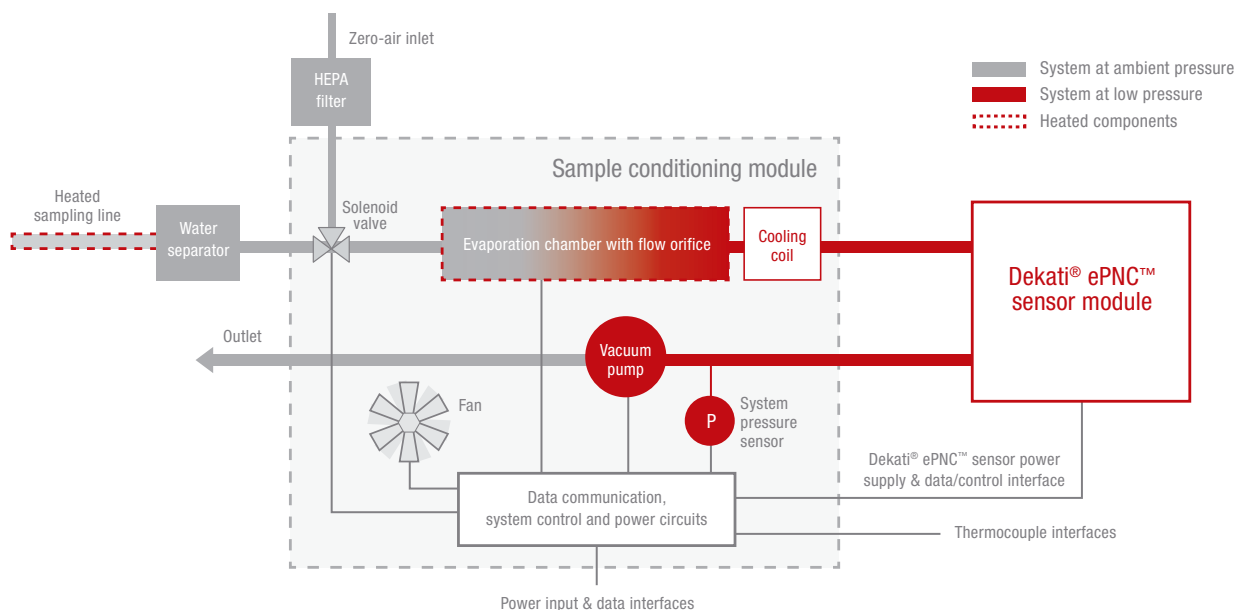 Zero-air inlet
HEPA
filter
System at ambient pressure
System at low pressure
Heated components
Sample conditioning module
Heated
sampling line
Water
separator
Solenoid
valve
Evaporation chamber with flow orifice
Cooling
coil
Dekati® ePNC™
sensor module
Outlet
Vacuum
pump
Fan
P
System
pressure
sensor
Dekati® ePNC™ sensor power
supply & data/control interface
Data communication,
system control and power circuits
Thermocouple interfaces
Power input & data interfaces